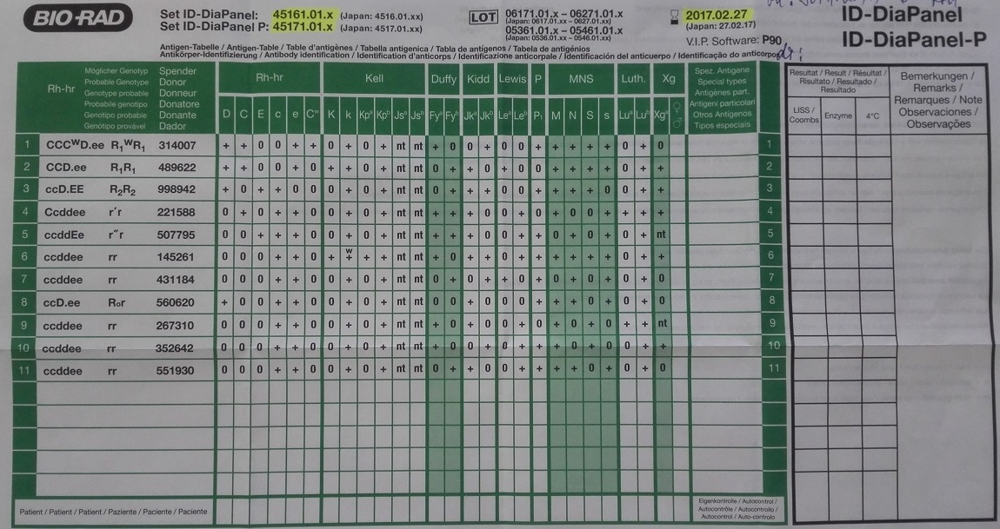 BIO-RAD
Set ID-DiaPanel: 45161.01.x (Japan: 4516.01.xx)
Set ID-DiaPanel P: 45171.01.x (Japan: 4517.01.xx)
LOT
06171.01.x – 06271.01.x
(Japan: 0617.01.xx – 0627.01.xx)
05361.01.x – 05461.01.x
(Japan: 0536.01.xx – 0546.01.xx)
2017.02.27
(Japan: 27.02.17)
V.I.P. Software: P90
ID-DiaPanel
ID-DiaPanel-P
Antigen-Tabelle / Antigen-Table / Table d'antigènes / Tabella antigenica / Tabla de antígenos / Tabela de antigénios
Antikörper-Identifizierung / Antibody identification / Identification d'anticorps / Identificazione anticorpale / Identificación del anticuerpo / Identificação do anticorpo
Rh-hr
Möglicher Genotyp
Probable Genotype
Genotype probable
Probabile genotipo
Genotipo probable
Genótipo provável
Spender
Donor
Donneur
Donatore
Donante
Dador
Rh-hr Kell Duffy Kidd Lewis P MNS Luth. Xg
D C E c e Cʷ K k Kpᵃ Kpᵇ Jsᵃ Jsᵇ Fyᵃ Fyᵇ Jkᵃ Jkᵇ Leᵃ Leᵇ P₁ M N S s Luᵃ Luᵇ Xgᵃ ♀ ♂
Spez. Antigene
Special types
Antigènes part.
Antigeni particolari
Otros Antígenos
Tipos especiais
Resultat / Result / Résultat /
Risultato / Resultado /
Resultado
LISS / Coombs Enzyme 4°C
Bemerkungen /
Remarks /
Remarques / Note
Observaciones /
Observações
1 CCCᵂD.ee R₁ᵂR₁ 314007 + + 0 0 + + 0 + 0 + nt nt + 0 0 + 0 0 + + + + + 0 + 0 1
2 CCD.ee R₁R₁ 489622 + + 0 0 + 0 + + 0 + nt nt 0 + + 0 0 + 0 + + + + 0 + + 2
3 ccD.EE R₂R₂ 998942 + 0 + + 0 0 0 + 0 + nt nt + + 0 + 0 + + + + + 0 0 + + 3
4 Ccddee r′r 221588 0 + 0 + + 0 0 + 0 + nt nt + + + 0 0 + 0 + 0 0 + + + + 4
5 ccddEe r″r 507795 0 0 + + + 0 0 + 0 + nt nt + + + 0 0 + + 0 + 0 + 0 + nt 5
6 ccddee rr 145261 0 0 0 + + 0 + +ʷ + + nt nt + 0 + + 0 + + + + + + 0 + + 6
7 ccddee rr 431184 0 0 0 + + 0 0 + 0 + nt nt 0 + 0 + + 0 + 0 + 0 + 0 + 0 7
8 ccD.ee R₀r 560620 + 0 0 + + 0 0 + 0 + nt nt 0 0 + 0 0 0 + + + + 0 0 + 0 8
9 ccddee rr 267310 0 0 0 + + 0 + + 0 + nt nt + 0 + 0 0 + 0 + 0 + 0 + + nt 9
10 ccddee rr 352642 0 0 0 + + 0 0 + 0 + nt nt + 0 0 + 0 + + + 0 + + 0 + + 10
11 ccddee rr 551930 0 0 0 + + 0 0 + 0 + nt nt 0 + + 0 0 + + + + 0 + 0 + 0 11
Patient / Patient / Patient / Paziente / Paciente / Paciente
Eigenkontrolle / Autocontrol /
Autocontrôle / Autocontrollo /
Autocontrol / Auto-controlo